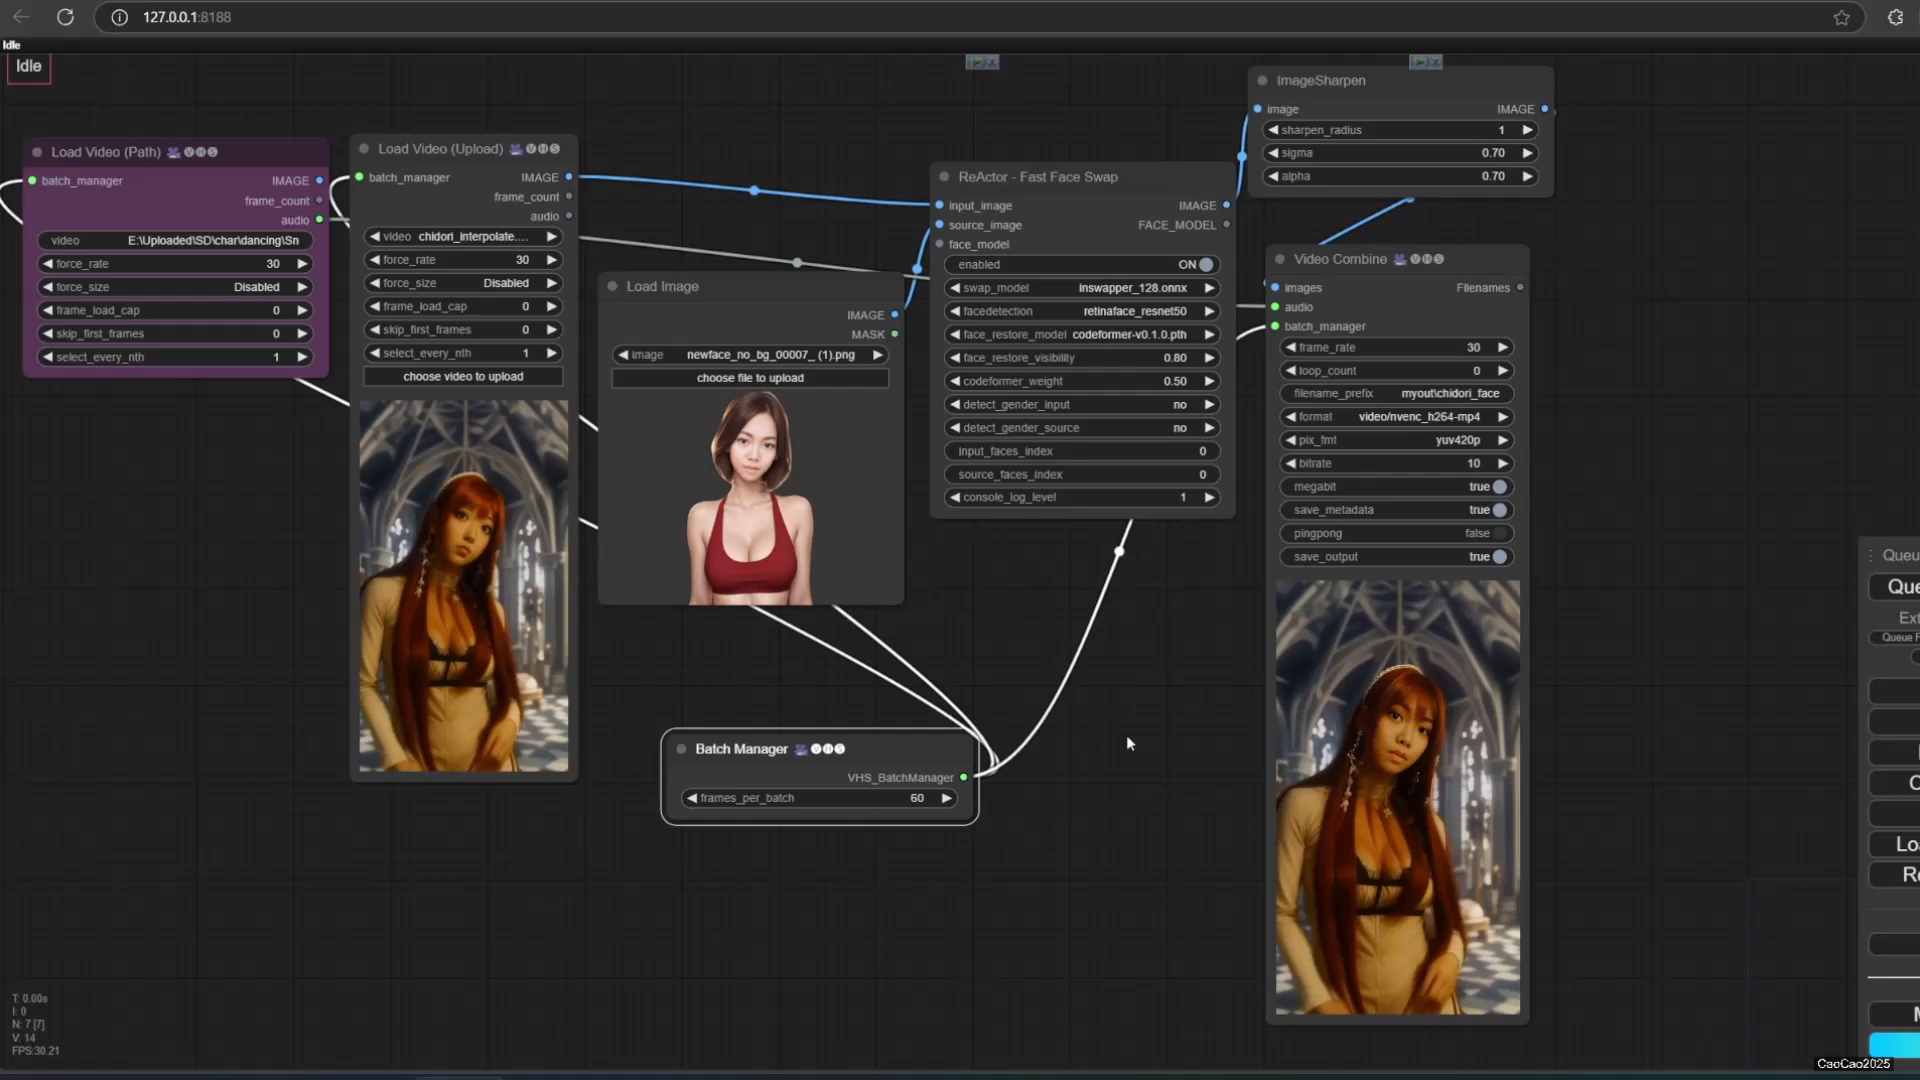 127.0.0.1:8188
Idle
Idle
Load Video (Path) VHS
batch_manager IMAGE
frame_count
audio
video E:\Uploaded\SD\char\dancing\Sn
force_rate 30
force_size Disabled
frame_load_cap 0
skip_first_frames 0
select_every_nth 1
Load Video (Upload) VHS
batch_manager IMAGE
frame_count
audio
video chidori_interpolate....
force_rate 30
force_size Disabled
frame_load_cap 0
skip_first_frames 0
select_every_nth 1
choose video to upload
Load Image
IMAGE
MASK
image newface_no_bg_00007_ (1).png
choose file to upload
ReActor - Fast Face Swap
input_image IMAGE
source_image FACE_MODEL
face_model
enabled ON
swap_model inswapper_128.onnx
facedetection retinaface_resnet50
face_restore_model codeformer-v0.1.0.pth
face_restore_visibility 0.80
codeformer_weight 0.50
detect_gender_input no
detect_gender_source no
input_faces_index 0
source_faces_index 0
console_log_level 1
ImageSharpen
image IMAGE
sharpen_radius 1
sigma 0.70
alpha 0.70
Video Combine VHS
images Filenames
audio
batch_manager
frame_rate 30
loop_count 0
filename_prefix myout\chidori_face
format video/nvenc_h264-mp4
pix_fmt yuv420p
bitrate 10
megabit true
save_metadata true
pingpong false
save_output true
Batch Manager VHS
VHS_BatchManager
frames_per_batch 60
Queu
Que
Ext
Queue F
C
Loa
Re
T: 0.00s
I: 0
N: 7 [7]
V: 14
FPS:30.21
CaoCao2025